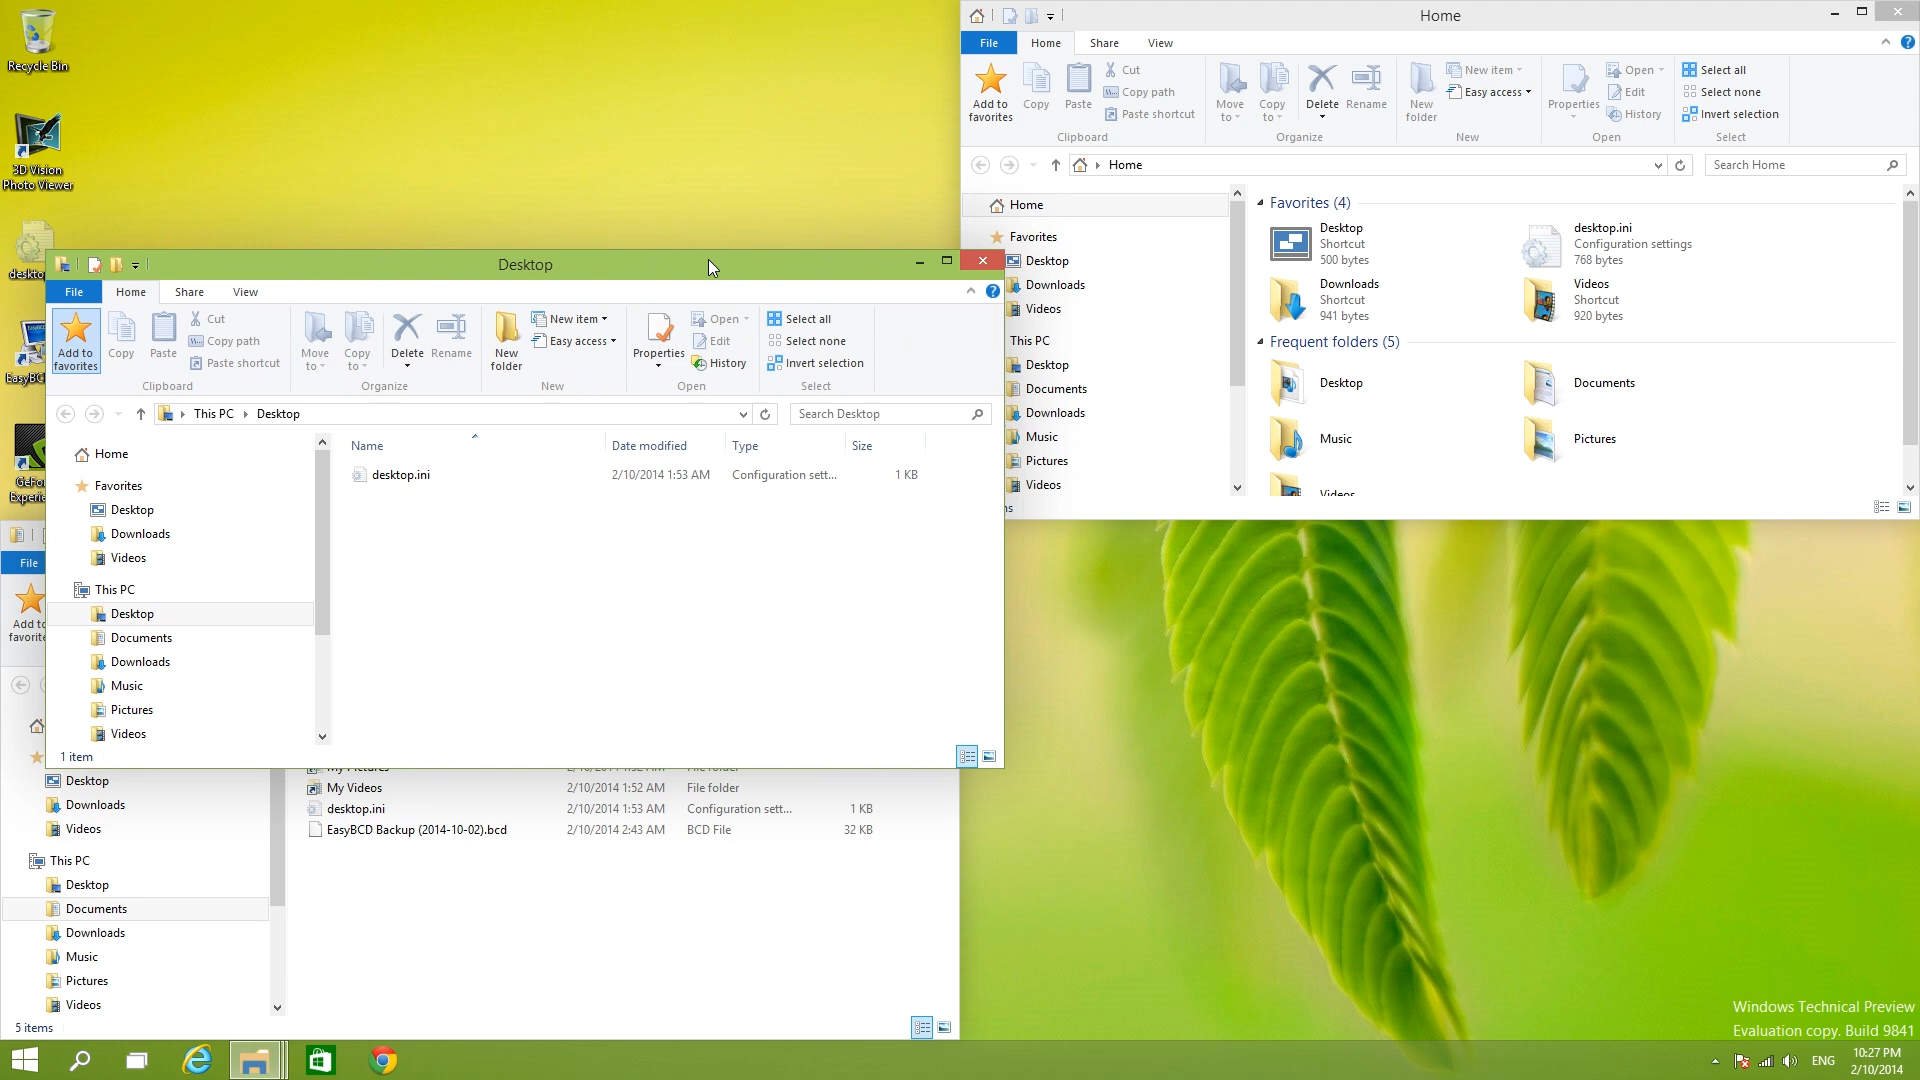 Recycle Bin
3D Vision
Photo Viewer
Home
File
Home
Share
View
Add to
favorites
Copy
Paste
Cut
Copy path
Paste shortcut
Clipboard
Move
to
Copy
to
Delete
Rename
Organize
New
folder
New item
Easy access
New
Properties
Open
Edit
History
Open
Select all
Select none
Invert selection
Select
Home
Search Home
Home
Favorites
Desktop
Downloads
Videos
This PC
Desktop
Documents
Downloads
Music
Pictures
Videos
Favorites (4)
Desktop
Shortcut
500 bytes
desktop.ini
Configuration settings
768 bytes
Downloads
Shortcut
941 bytes
Videos
Shortcut
920 bytes
Frequent folders (5)
Desktop
Documents
Music
Pictures
Videos
Desktop
File
Home
Share
View
Add to
favorites
Copy
Paste
Cut
Copy path
Paste shortcut
Clipboard
Move
to
Copy
to
Delete
Rename
Organize
New
folder
New item
Easy access
New
Properties
Open
Edit
History
Open
Select all
Select none
Invert selection
Select
This PC Desktop
Search Desktop
Home
Favorites
Desktop
Downloads
Videos
This PC
Desktop
Documents
Downloads
Music
Pictures
Videos
Name Date modified Type Size
desktop.ini 2/10/2014 1:53 AM Configuration sett... 1 KB
1 item
File
Add to
Desktop
Downloads
Videos
This PC
Desktop
Documents
Downloads
Music
Pictures
Videos
My Pictures 2/10/2014 1:52 AM File folder
My Videos 2/10/2014 1:52 AM File folder
desktop.ini 2/10/2014 1:53 AM Configuration sett... 1 KB
EasyBCD Backup (2014-10-02).bcd 2/10/2014 2:43 AM BCD File 32 KB
5 items
Windows Technical Preview
Evaluation copy. Build 9841
ENG
10:27 PM
2/10/2014